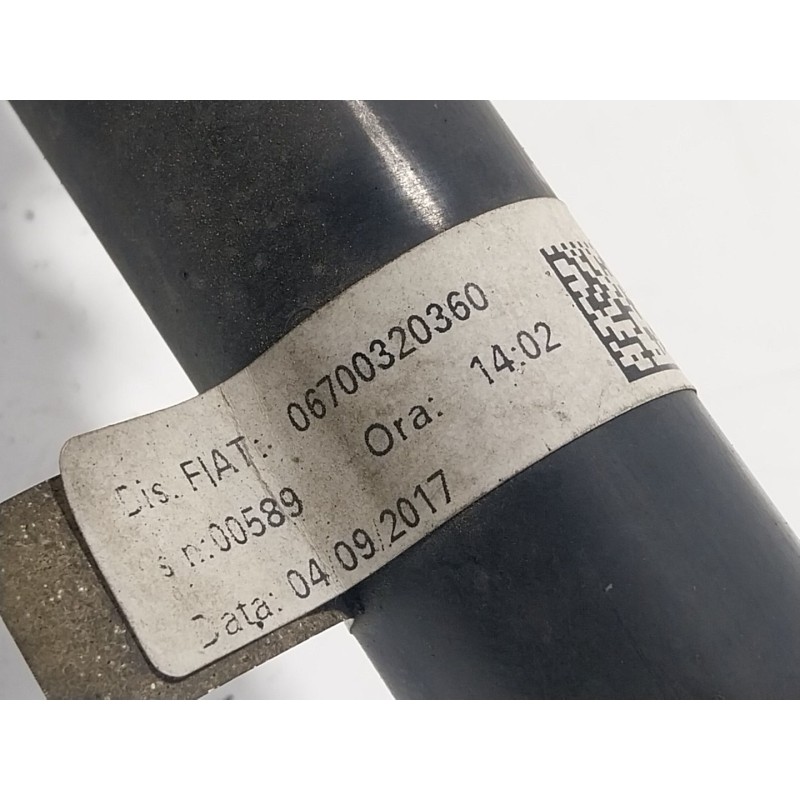 Dis. FIAT: 06700320360
s n:00589 Ora: 14:02
Data: 04/09/2017